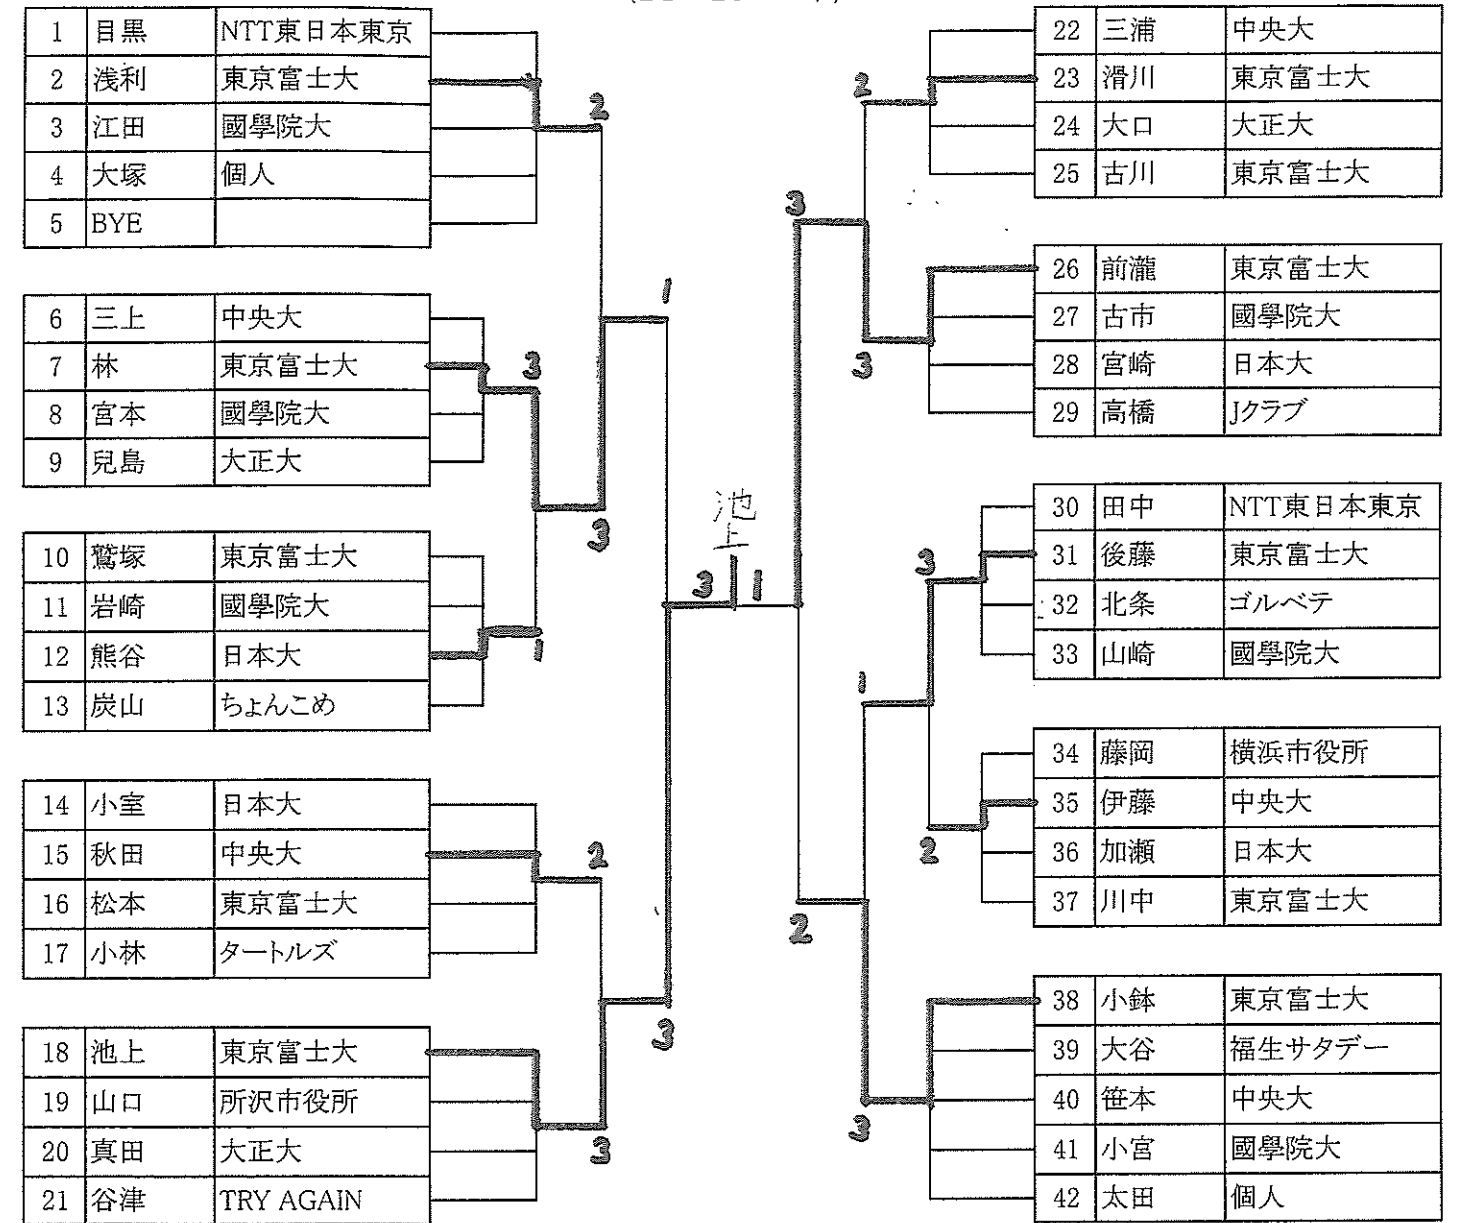 1 目黒 NTT東日本東京
2 浅利 東京富士大
3 江田 國學院大
4 大塚 個人
5 BYE
2
6 三上 中央大
7 林 東京富士大
8 宮本 國學院大
9 兒島 大正大
3
1
10 鷲塚 東京富士大
11 岩崎 國學院大
12 熊谷 日本大
13 炭山 ちょんこめ
3
1
14 小室 日本大
15 秋田 中央大
16 松本 東京富士大
17 小林 タートルズ
2
18 池上 東京富士大
19 山口 所沢市役所
20 真田 大正大
21 谷津 TRY AGAIN
3
3
池上
3 1
22 三浦 中央大
23 滑川 東京富士大
24 大口 大正大
25 古川 東京富士大
2
3
26 前瀧 東京富士大
27 古市 國學院大
28 宮崎 日本大
29 高橋 Jクラブ
3
30 田中 NTT東日本東京
31 後藤 東京富士大
32 北条 ゴルベテ
33 山崎 國學院大
3
1
34 藤岡 横浜市役所
35 伊藤 中央大
36 加瀬 日本大
37 川中 東京富士大
2
2
38 小鉢 東京富士大
39 大谷 福生サタデー
40 笹本 中央大
41 小宮 國學院大
42 太田 個人
3